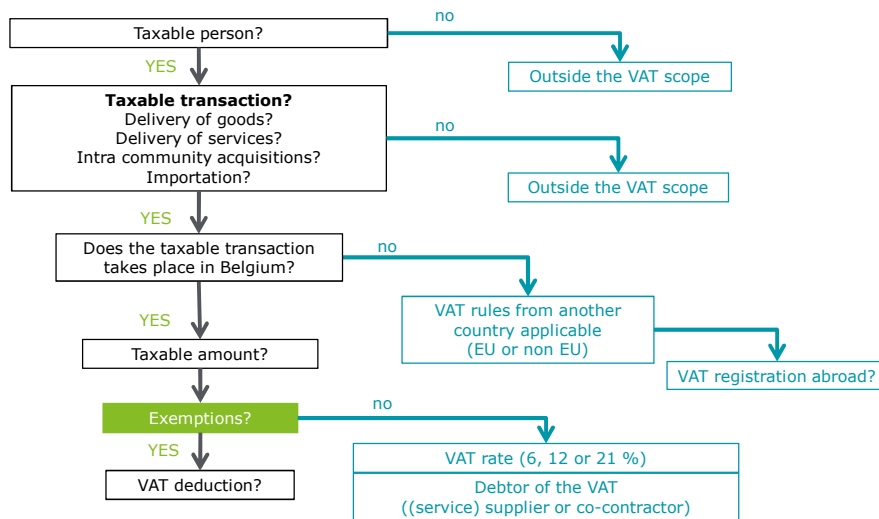 Taxable person?
no
YES
Outside the VAT scope
Taxable transaction?
Delivery of goods?
Delivery of services?
Intra community acquisitions?
Importation?
no
Outside the VAT scope
YES
Does the taxable transaction
takes place in Belgium?
no
VAT rules from another
country applicable
(EU or non EU)
YES
Taxable amount?
VAT registration abroad?
Exemptions?
no
YES
VAT rate (6, 12 or 21 %)
VAT deduction?
Debtor of the VAT
((service) supplier or co-contractor)